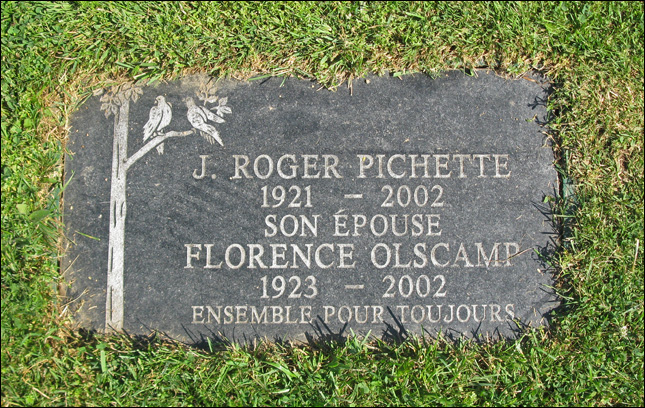 J. ROGER PICHETTE
1921 – 2002
SON ÉPOUSE
FLORENCE OLSCAMP
1923 – 2002
ENSEMBLE POUR TOUJOURS